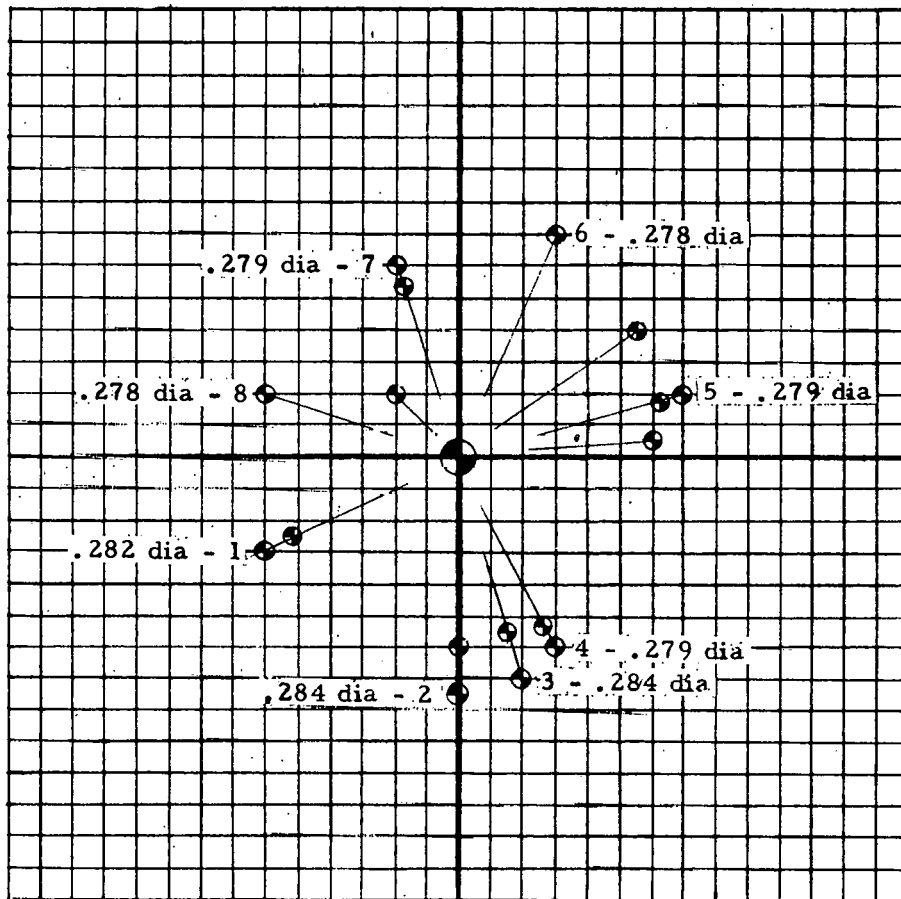 6 - .278 dia
.279 dia - 7
.278 dia - 8
5 - .279 dia
.282 dia - 1
4 - .279 dia
3 - .284 dia
.284 dia - 2